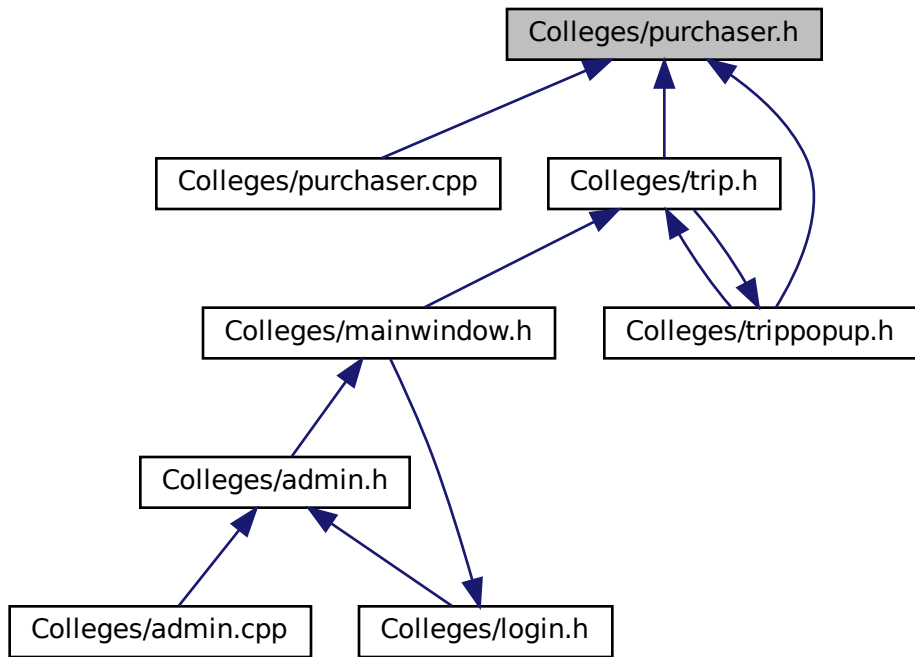 Colleges/purchaser.h
Colleges/purchaser.cpp
Colleges/trip.h
Colleges/mainwindow.h
Colleges/trippopup.h
Colleges/admin.h
Colleges/admin.cpp
Colleges/login.h